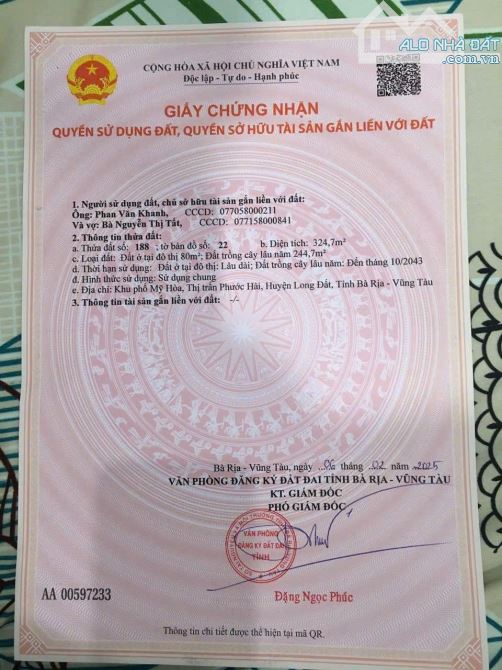 ALO NHÀ ĐẤT
.com.vn
CỘNG HÒA XÃ HỘI CHỦ NGHĨA VIỆT NAM
Độc lập - Tự do - Hạnh phúc
GIẤY CHỨNG NHẬN
QUYỀN SỬ DỤNG ĐẤT, QUYỀN SỞ HỮU TÀI SẢN GẮN LIỀN VỚI ĐẤT
1. Người sử dụng đất, chủ sở hữu tài sản gắn liền với đất:
Ông: Phan Văn Khanh, CCCD: 077058000211
Và vợ: Bà Nguyễn Thị Tất, CCCD: 077158000841
2. Thông tin thửa đất:
a. Thửa đất số: 188 ; tờ bản đồ số: 22 b. Diện tích: 324,7m²
c. Loại đất: Đất ở tại đô thị 80m²; Đất trồng cây lâu năm 244,7m²
d. Thời hạn sử dụng: Đất ở tại đô thị: Lâu dài; Đất trồng cây lâu năm: Đến tháng 10/2043
đ. Hình thức sử dụng: Sử dụng chung
e. Địa chỉ: Khu phố Mỹ Hòa, Thị trấn Phước Hải, Huyện Long Đất, Tỉnh Bà Rịa - Vũng Tàu
3. Thông tin tài sản gắn liền với đất: -/-
Bà Rịa - Vũng Tàu, ngày 06 tháng 02 năm 2025
VĂN PHÒNG ĐĂNG KÝ ĐẤT ĐAI TỈNH BÀ RỊA - VŨNG TÀU
KT. GIÁM ĐỐC
PHÓ GIÁM ĐỐC
VĂN PHÒNG
ĐĂNG KÝ ĐẤT ĐAI
TỈNH
AA 00597233
Đặng Ngọc Phúc
Thông tin chi tiết được thể hiện tại mã QR.